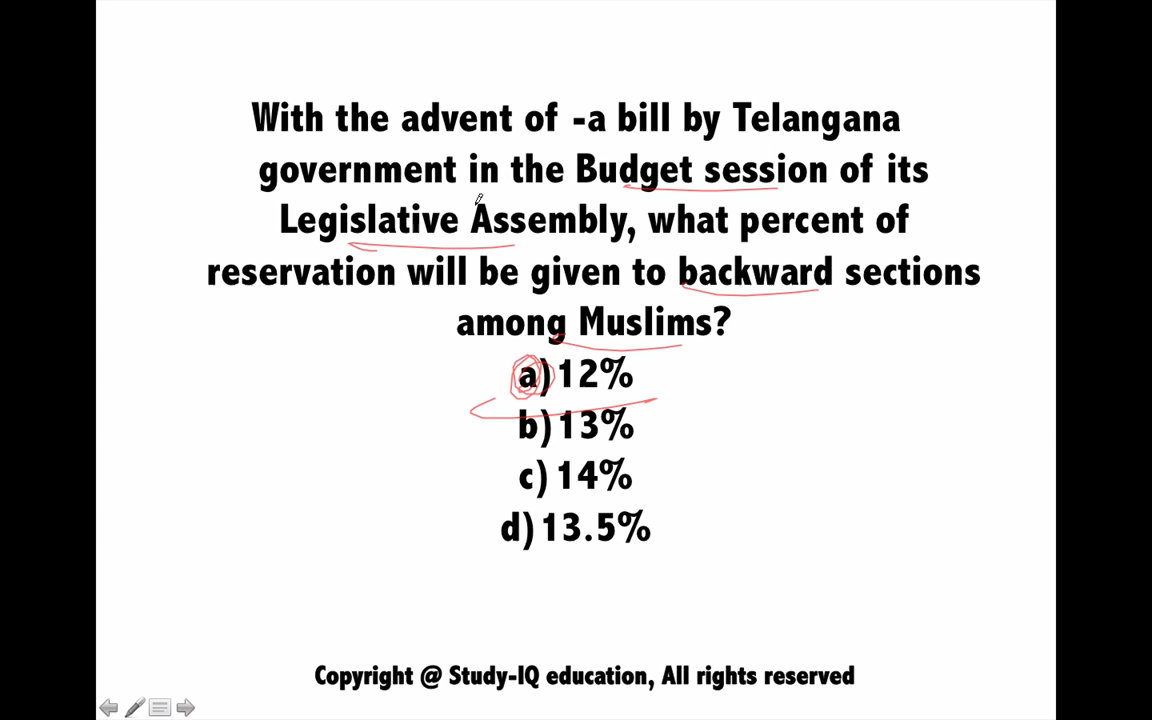 With the advent of -a bill by Telangana
government in the Budget session of its
Legislative Assembly, what percent of
reservation will be given to backward sections
among Muslims?
a) 12%
b) 13%
c) 14%
d) 13.5%
Copyright @ Study-IQ education, All rights reserved